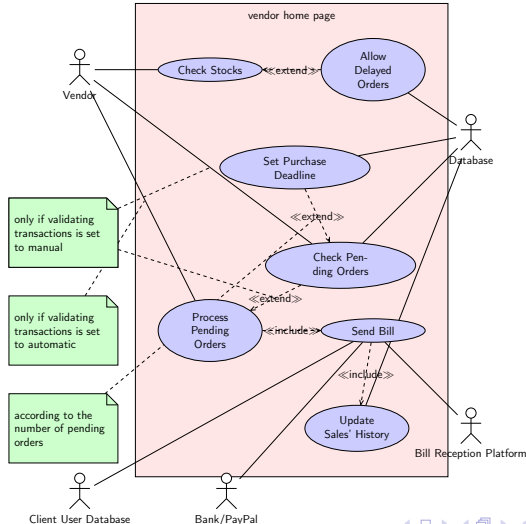 vendor home page
Check Stocks
≪extend≫
Allow
Delayed
Orders
Vendor
Database
Set Purchase
Deadline
≪extend≫
only if validating
transactions is set
to manual
Check Pen-
ding Orders
≪extend≫
only if validating
transactions is set
to automatic
Process
Pending
Orders
≪include≫
Send Bill
≪include≫
according to the
number of pending
orders
Update
Sales' History
Bill Reception Platform
Client User Database
Bank/PayPal